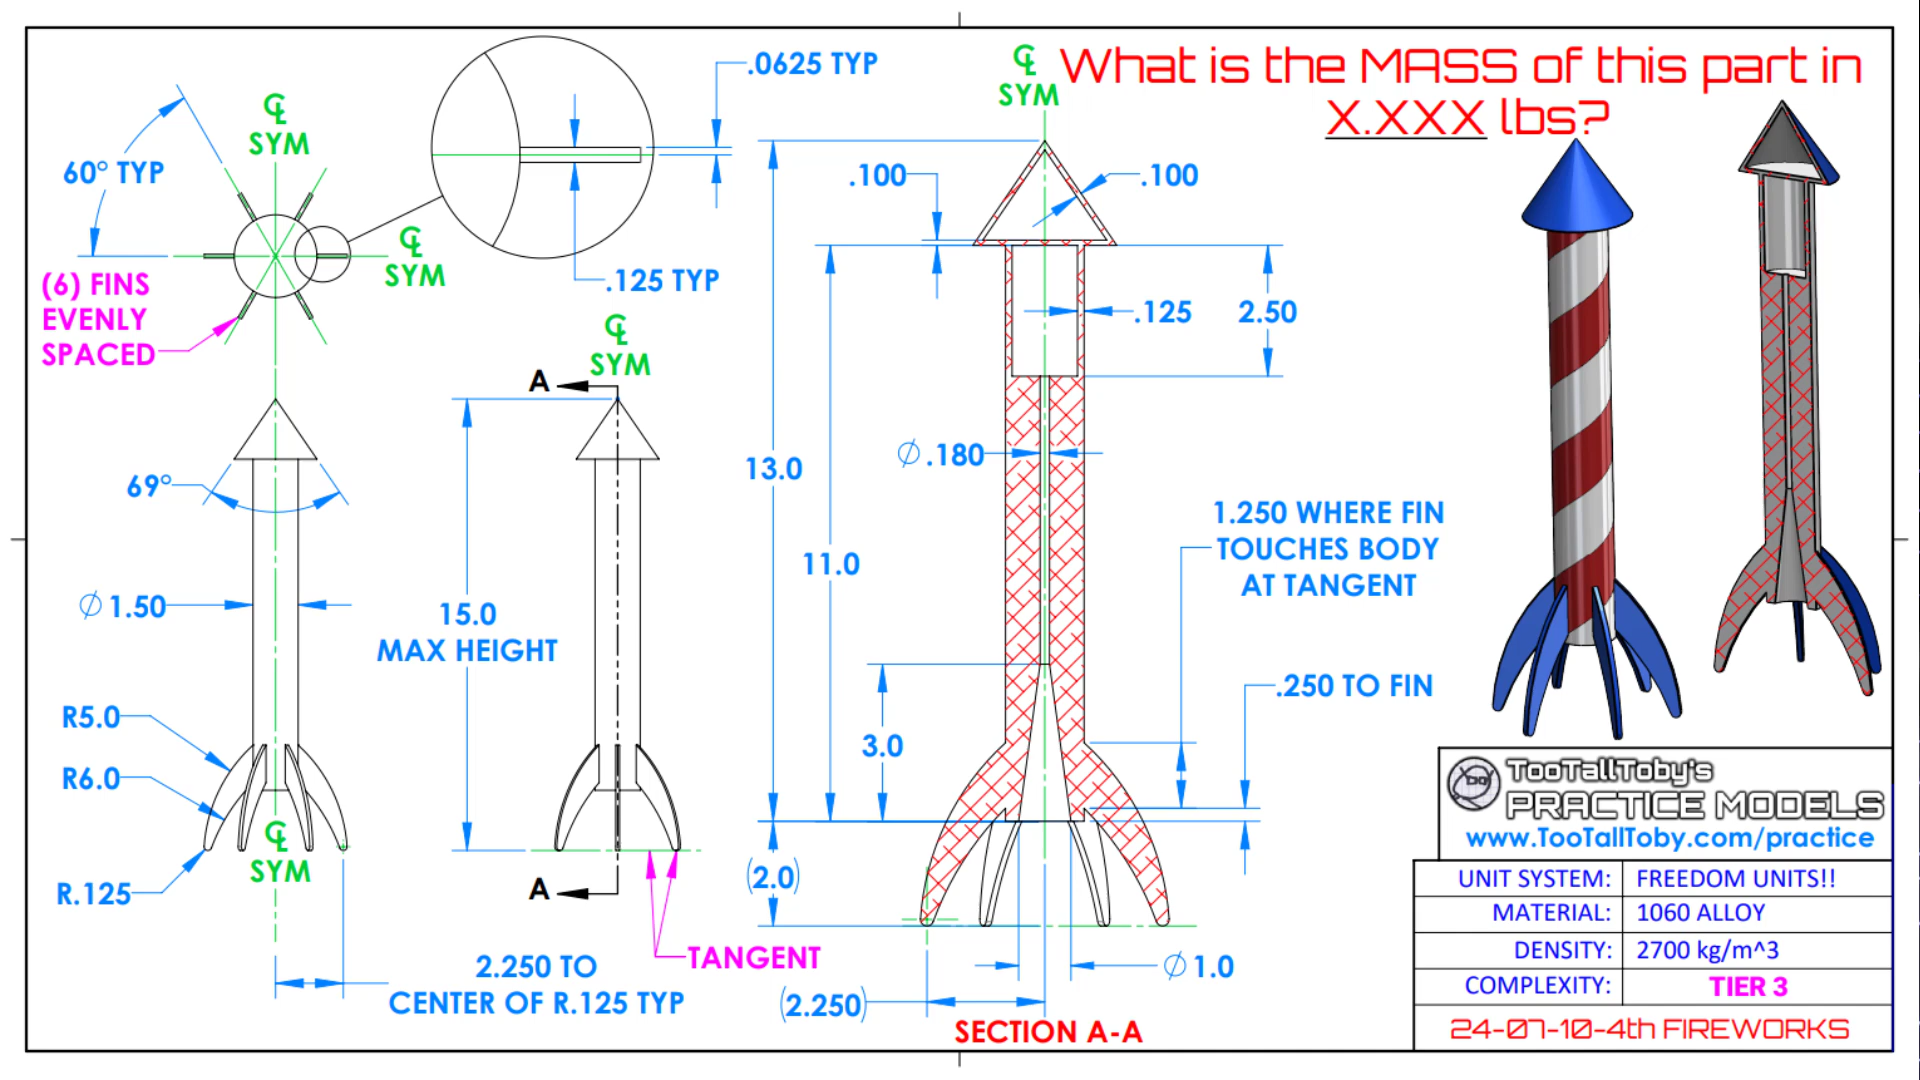 What is the MASS of this part in
X.XXX lbs?
℄
SYM
60° TYP
℄
SYM
.0625 TYP
.125 TYP
(6) FINS
EVENLY
SPACED
℄
SYM
℄
SYM
.100
.100
.125
2.50
A
69°
13.0
Ø .180
11.0
Ø 1.50
15.0
MAX HEIGHT
1.250 WHERE FIN
TOUCHES BODY
AT TANGENT
.250 TO FIN
R5.0
R6.0
3.0
℄
SYM
R.125
A
(2.0)
TANGENT
2.250 TO
CENTER OF R.125 TYP
Ø 1.0
(2.250)
SECTION A-A
TooTallToby's
PRACTICE MODELS
www.TooTallToby.com/practice
UNIT SYSTEM: FREEDOM UNITS!!
MATERIAL: 1060 ALLOY
DENSITY: 2700 kg/m^3
COMPLEXITY: TIER 3
24-07-10-4th FIREWORKS